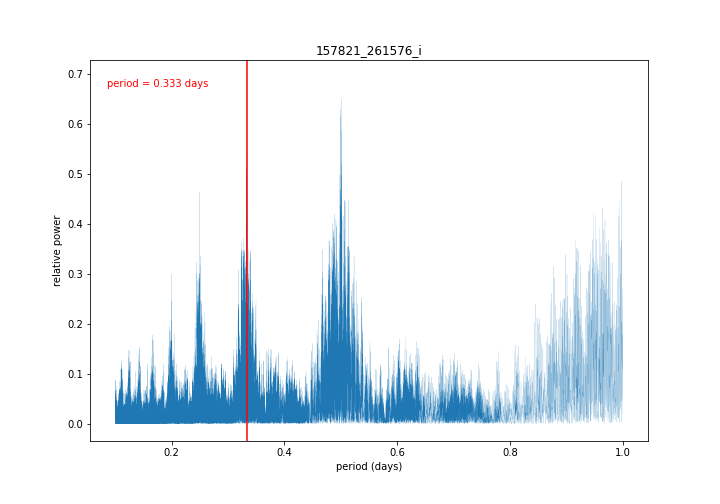 157821_261576_i
period = 0.333 days
relative power
0.7
0.6
0.5
0.4
0.3
0.2
0.1
0.0
0.2 0.4 0.6 0.8 1.0
period (days)